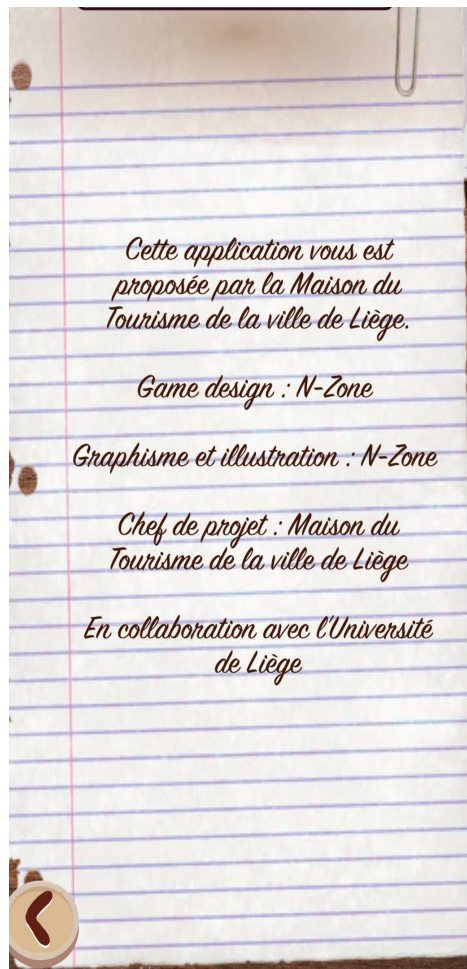 Cette application vous est
proposée par la Maison du
Tourisme de la ville de Liège.
Game design : N-Zone
Graphisme et illustration : N-Zone
Chef de projet : Maison du
Tourisme de la ville de Liège
En collaboration avec l'Université
de Liège